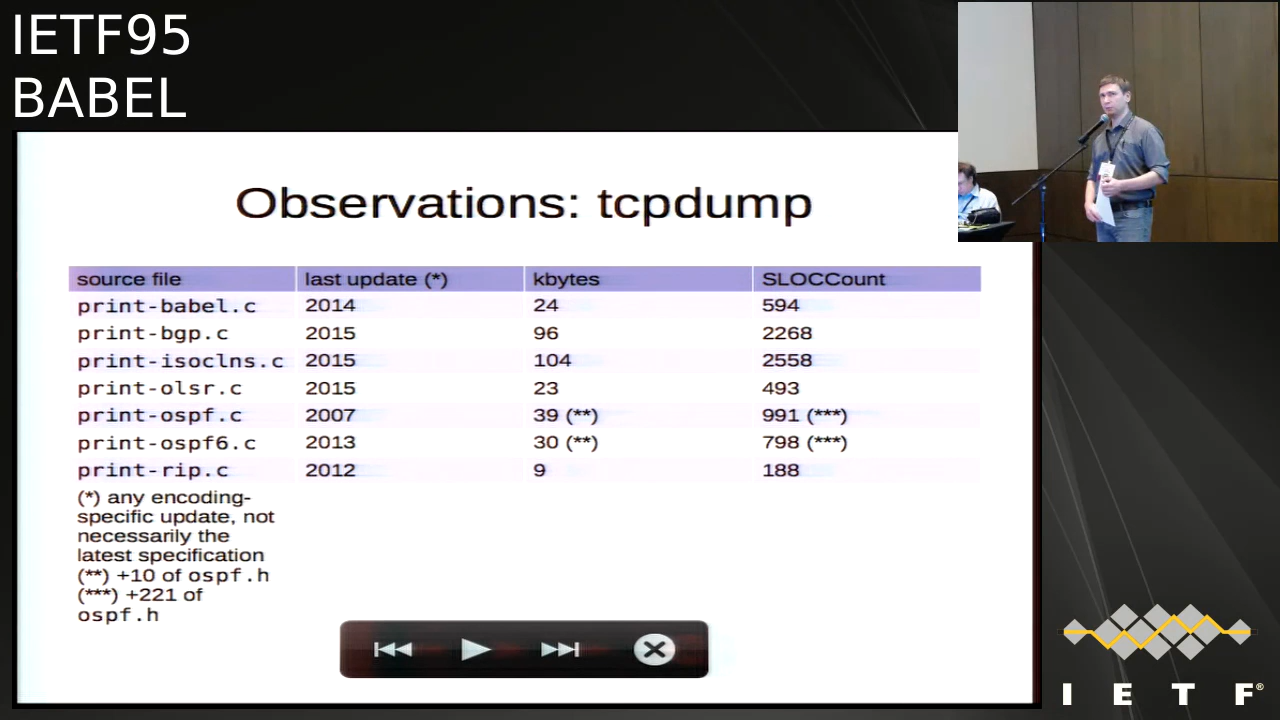 IETF95
BABEL
Observations: tcpdump
source file last update (*) kbytes SLOCCount
print-babel.c 2014 24 594
print-bgp.c 2015 96 2268
print-isoclns.c 2015 104 2558
print-olsr.c 2015 23 493
print-ospf.c 2007 39 (**) 991 (***)
print-ospf6.c 2013 30 (**) 798 (***)
print-rip.c 2012 9 188
(*) any encoding-
specific update, not
necessarily the
latest specification
(**) +10 of ospf.h
(***) +221 of
ospf.h
I E T F®